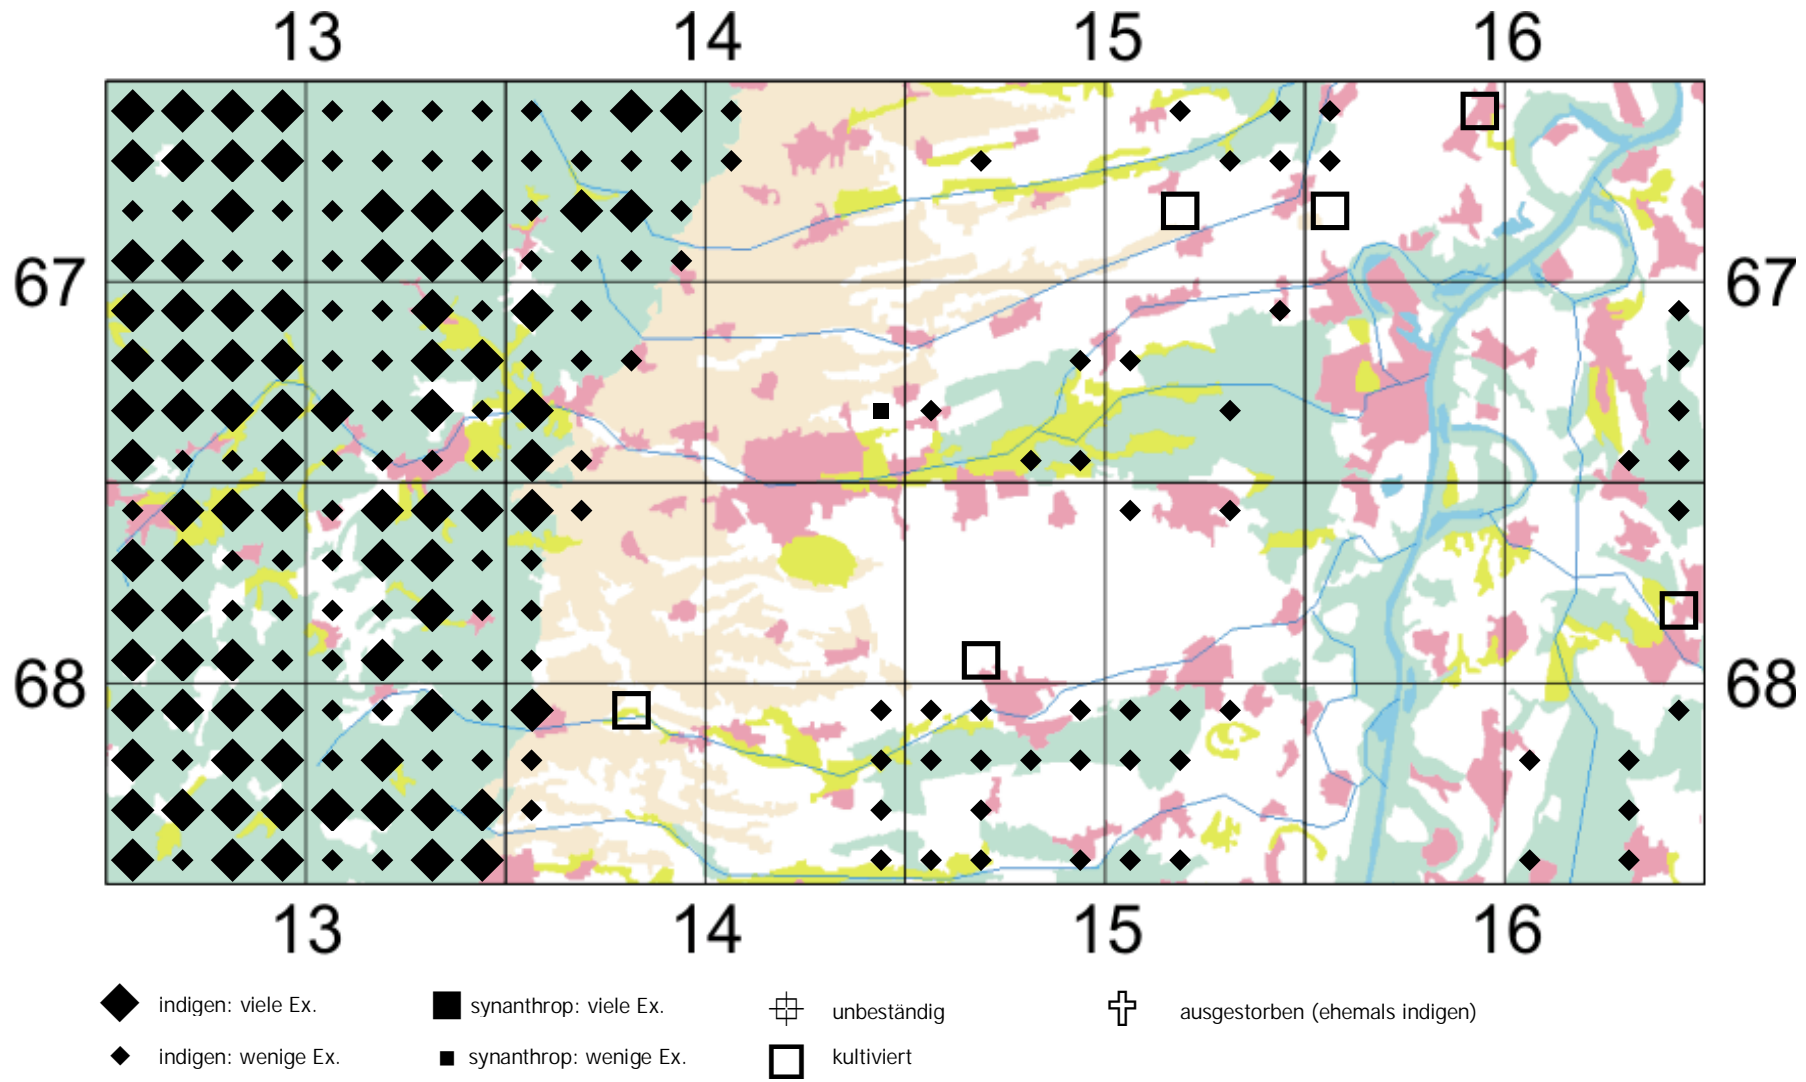 13 14 15 16
67 67
68 68
13 14 15 16
indigen: viele Ex. synanthrop: viele Ex. unbeständig ausgestorben (ehemals indigen)
indigen: wenige Ex. synanthrop: wenige Ex. kultiviert